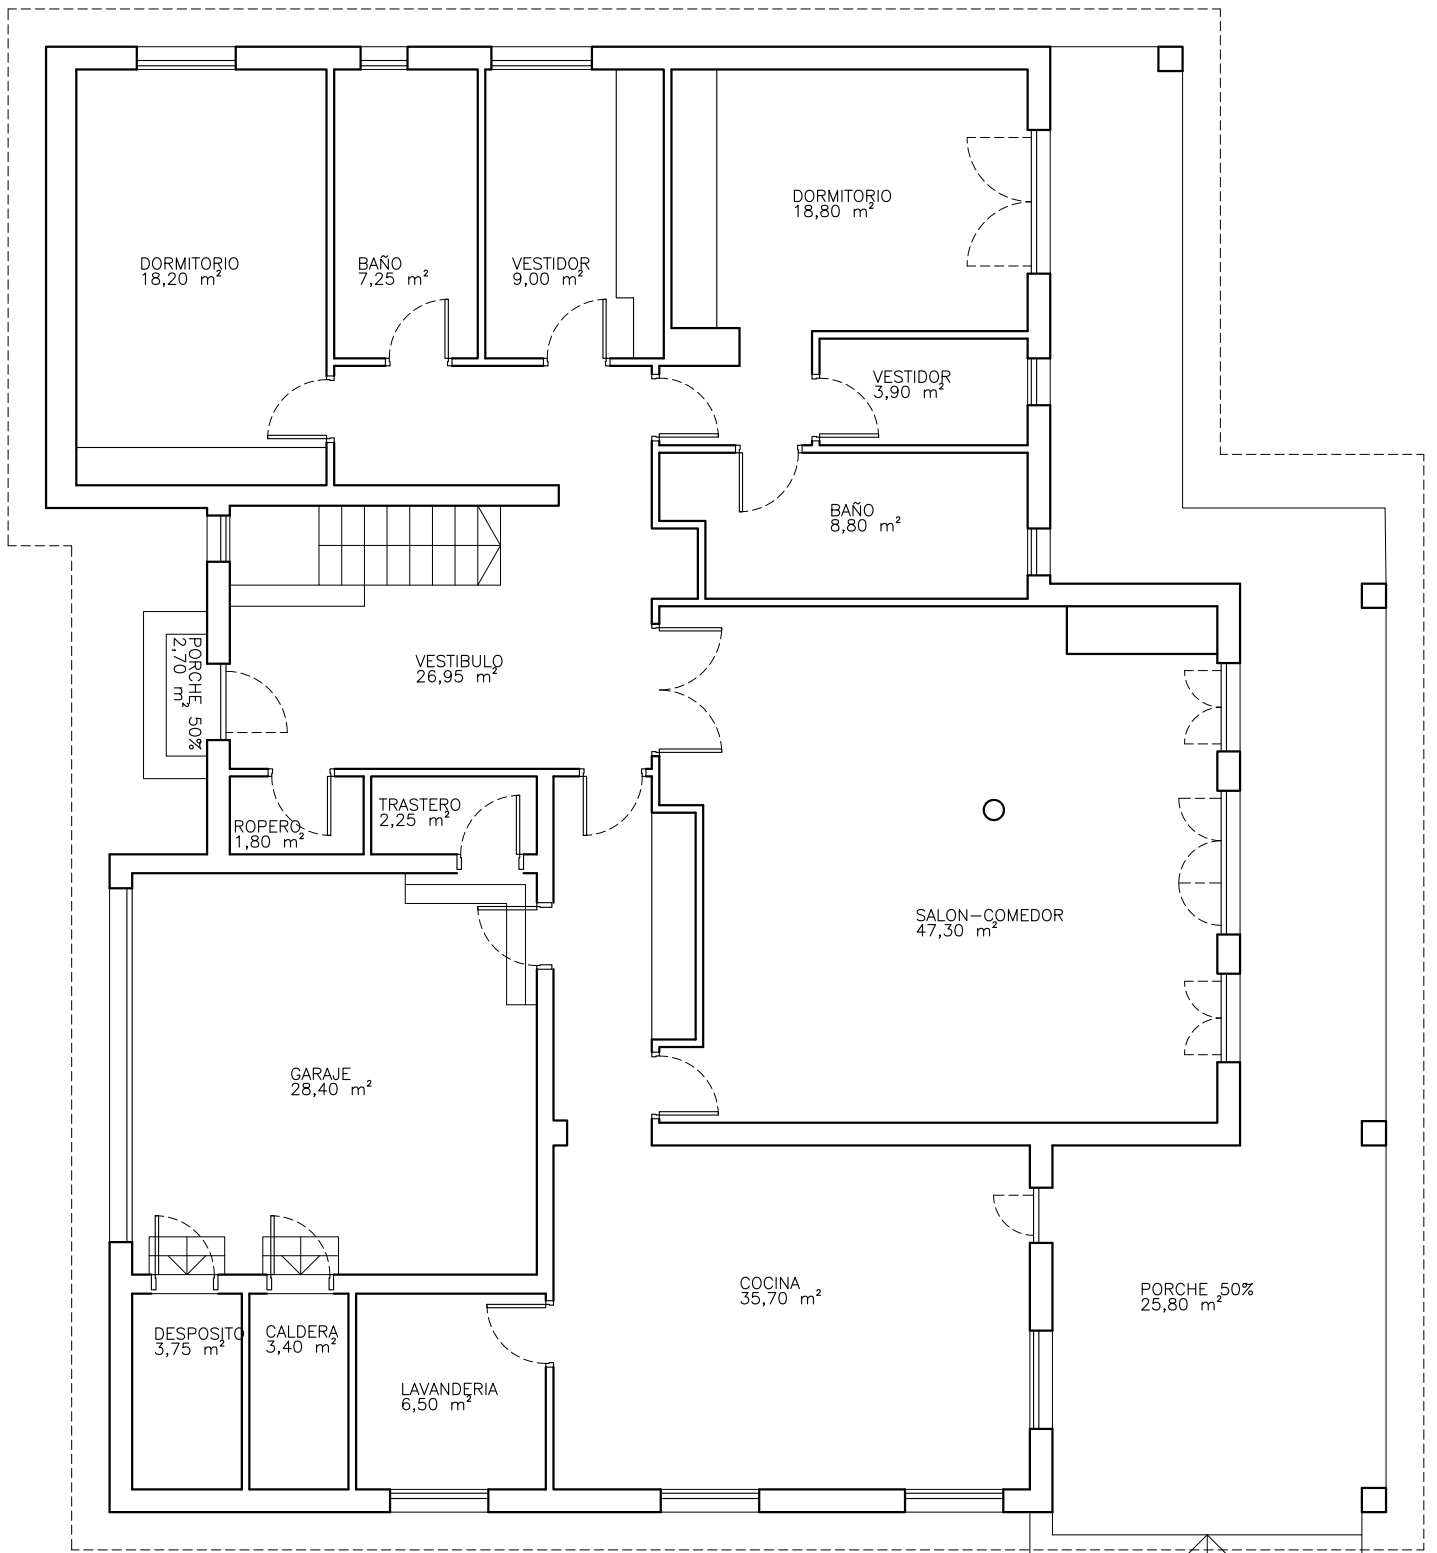 DORMITORIO
18,80 m²
DORMITORIO
18,20 m²
BAÑO
7,25 m²
VESTIDOR
9,00 m²
VESTIDOR
3,90 m²
BAÑO
8,80 m²
PORCHE 50%
2,70 m²
VESTIBULO
26,95 m²
TRASTERO
2,25 m²
ROPERO
1,80 m²
SALON-COMEDOR
47,30 m²
GARAJE
28,40 m²
COCINA
35,70 m²
PORCHE 50%
25,80 m²
DESPOSITO
3,75 m²
CALDERA
3,40 m²
LAVANDERIA
6,50 m²